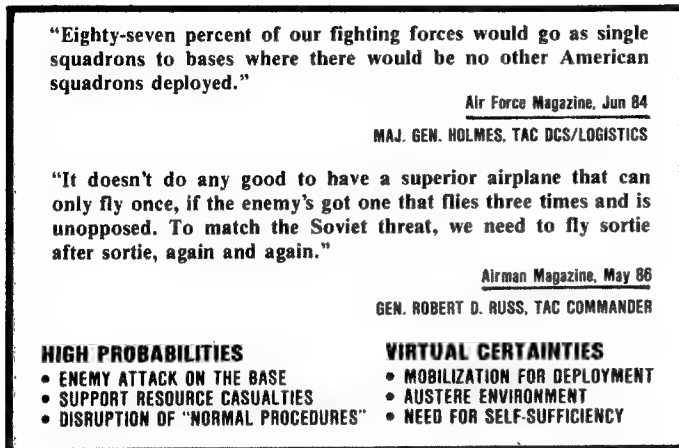 “Eighty-seven percent of our fighting forces would go as single
squadrons to bases where there would be no other American
squadrons deployed.”
Air Force Magazine, Jun 84
MAJ. GEN. HOLMES, TAC DCS/LOGISTICS
“It doesn't do any good to have a superior airplane that can
only fly once, if the enemy's got one that flies three times and is
unopposed. To match the Soviet threat, we need to fly sortie
after sortie, again and again.”
Airman Magazine, May 86
GEN. ROBERT D. RUSS, TAC COMMANDER
HIGH PROBABILITIES
• ENEMY ATTACK ON THE BASE
• SUPPORT RESOURCE CASUALTIES
• DISRUPTION OF "NORMAL PROCEDURES"
VIRTUAL CERTAINTIES
• MOBILIZATION FOR DEPLOYMENT
• AUSTERE ENVIRONMENT
• NEED FOR SELF-SUFFICIENCY